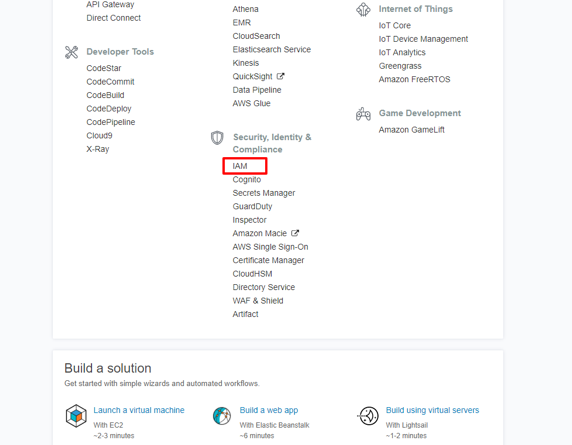 API Gateway
Direct Connect
Developer Tools
CodeStar
CodeCommit
CodeBuild
CodeDeploy
CodePipeline
Cloud9
X-Ray
Athena
EMR
CloudSearch
Elasticsearch Service
Kinesis
QuickSight
Data Pipeline
AWS Glue
Security, Identity &
Compliance
IAM
Cognito
Secrets Manager
GuardDuty
Inspector
Amazon Macie
AWS Single Sign-On
Certificate Manager
CloudHSM
Directory Service
WAF & Shield
Artifact
Internet of Things
IoT Core
IoT Device Management
IoT Analytics
Greengrass
Amazon FreeRTOS
Game Development
Amazon GameLift
Build a solution
Get started with simple wizards and automated workflows.
Launch a virtual machine
With EC2
~2-3 minutes
Build a web app
With Elastic Beanstalk
~6 minutes
Build using virtual servers
With Lightsail
~1-2 minutes